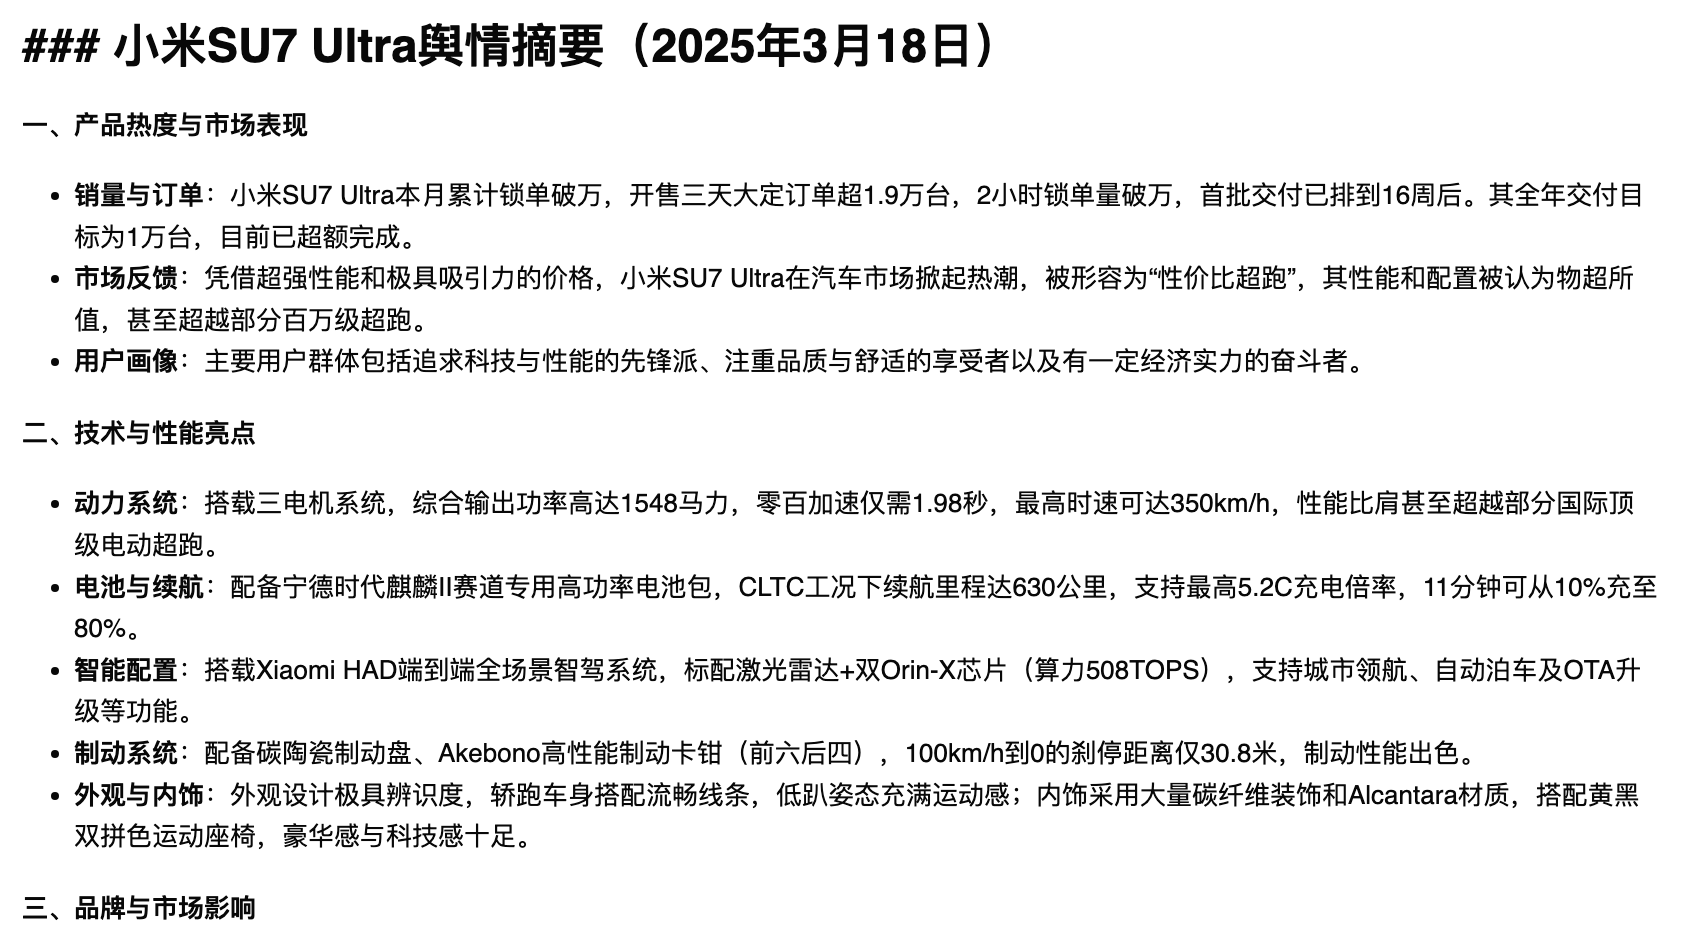 ### 小米SU7 Ultra舆情摘要（2025年3月18日）
一、产品热度与市场表现
• 销量与订单：小米SU7 Ultra本月累计锁单破万，开售三天大定订单超1.9万台，2小时锁单量破万，首批交付已排到16周后。其全年交付目
标为1万台，目前已超额完成。
• 市场反馈：凭借超强性能和极具吸引力的价格，小米SU7 Ultra在汽车市场掀起热潮，被形容为“性价比超跑”，其性能和配置被认为物超所
值，甚至超越部分百万级超跑。
• 用户画像：主要用户群体包括追求科技与性能的先锋派、注重品质与舒适的享受者以及有一定经济实力的奋斗者。
二、技术与性能亮点
• 动力系统：搭载三电机系统，综合输出功率高达1548马力，零百加速仅需1.98秒，最高时速可达350km/h，性能比肩甚至超越部分国际顶
级电动超跑。
• 电池与续航：配备宁德时代麒麟II赛道专用高功率电池包，CLTC工况下续航里程达630公里，支持最高5.2C充电倍率，11分钟可从10%充至
80%。
• 智能配置：搭载Xiaomi HAD端到端全场景智驾系统，标配激光雷达+双Orin-X芯片（算力508TOPS），支持城市领航、自动泊车及OTA升
级等功能。
• 制动系统：配备碳陶瓷制动盘、Akebono高性能制动卡钳（前六后四），100km/h到0的刹停距离仅30.8米，制动性能出色。
• 外观与内饰：外观设计极具辨识度，轿跑车身搭配流畅线条，低趴姿态充满运动感；内饰采用大量碳纤维装饰和Alcantara材质，搭配黄黑
双拼色运动座椅，豪华感与科技感十足。
三、品牌与市场影响